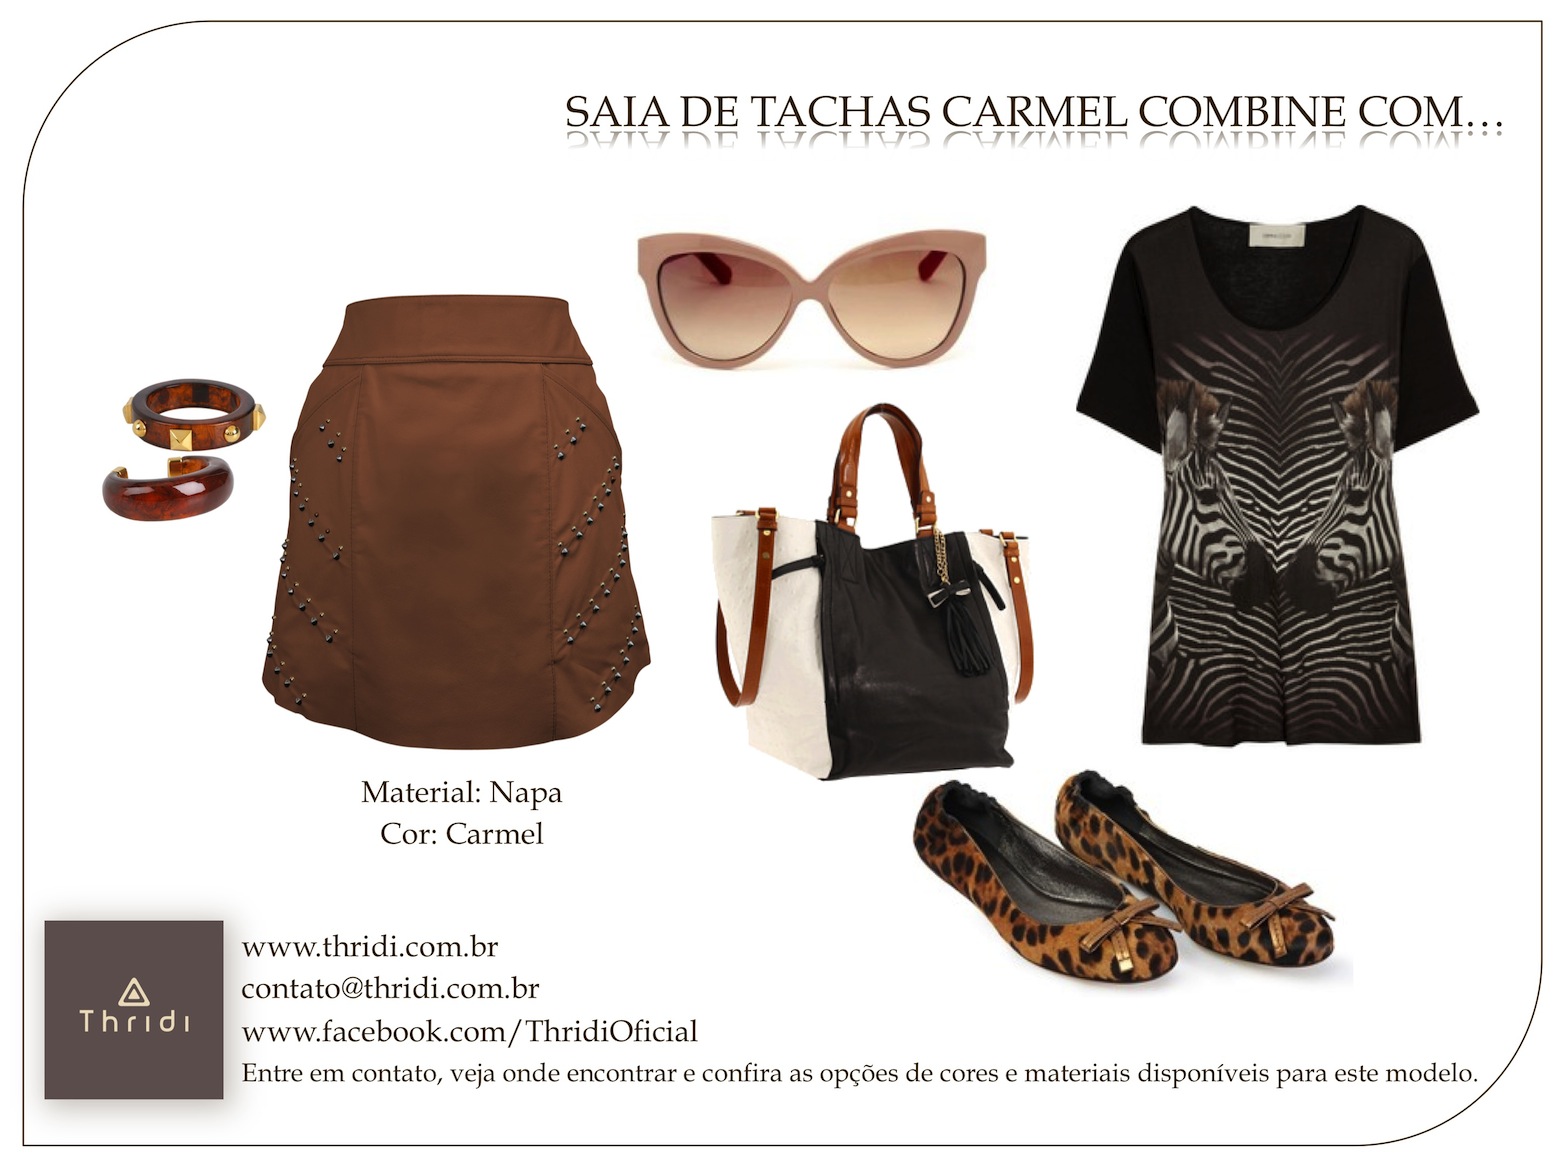 SAIA DE TACHAS CARMEL COMBINE COM...
Material: Napa
Cor: Carmel
Thridi
www.thridi.com.br
contato@thridi.com.br
www.facebook.com/ThridiOficial
Entre em contato, veja onde encontrar e confira as opções de cores e materiais disponíveis para este modelo.